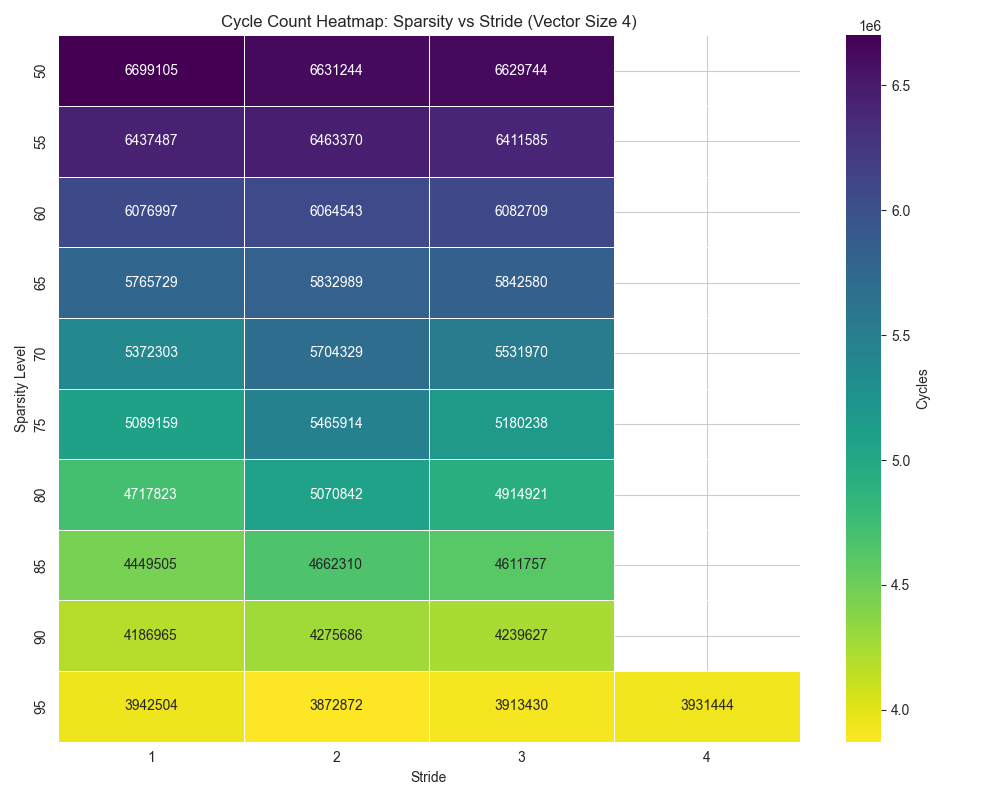 Cycle Count Heatmap: Sparsity vs Stride (Vector Size 4)
1e6
50 6699105 6631244 6629744
6.5
55 6437487 6463370 6411585
60 6076997 6064543 6082709
6.0
65 5765729 5832989 5842580
5.5
70 5372303 5704329 5531970
Sparsity Level
Cycles
75 5089159 5465914 5180238
5.0
80 4717823 5070842 4914921
85 4449505 4662310 4611757
4.5
90 4186965 4275686 4239627
95 3942504 3872872 3913430 3931444
4.0
1 2 3 4
Stride